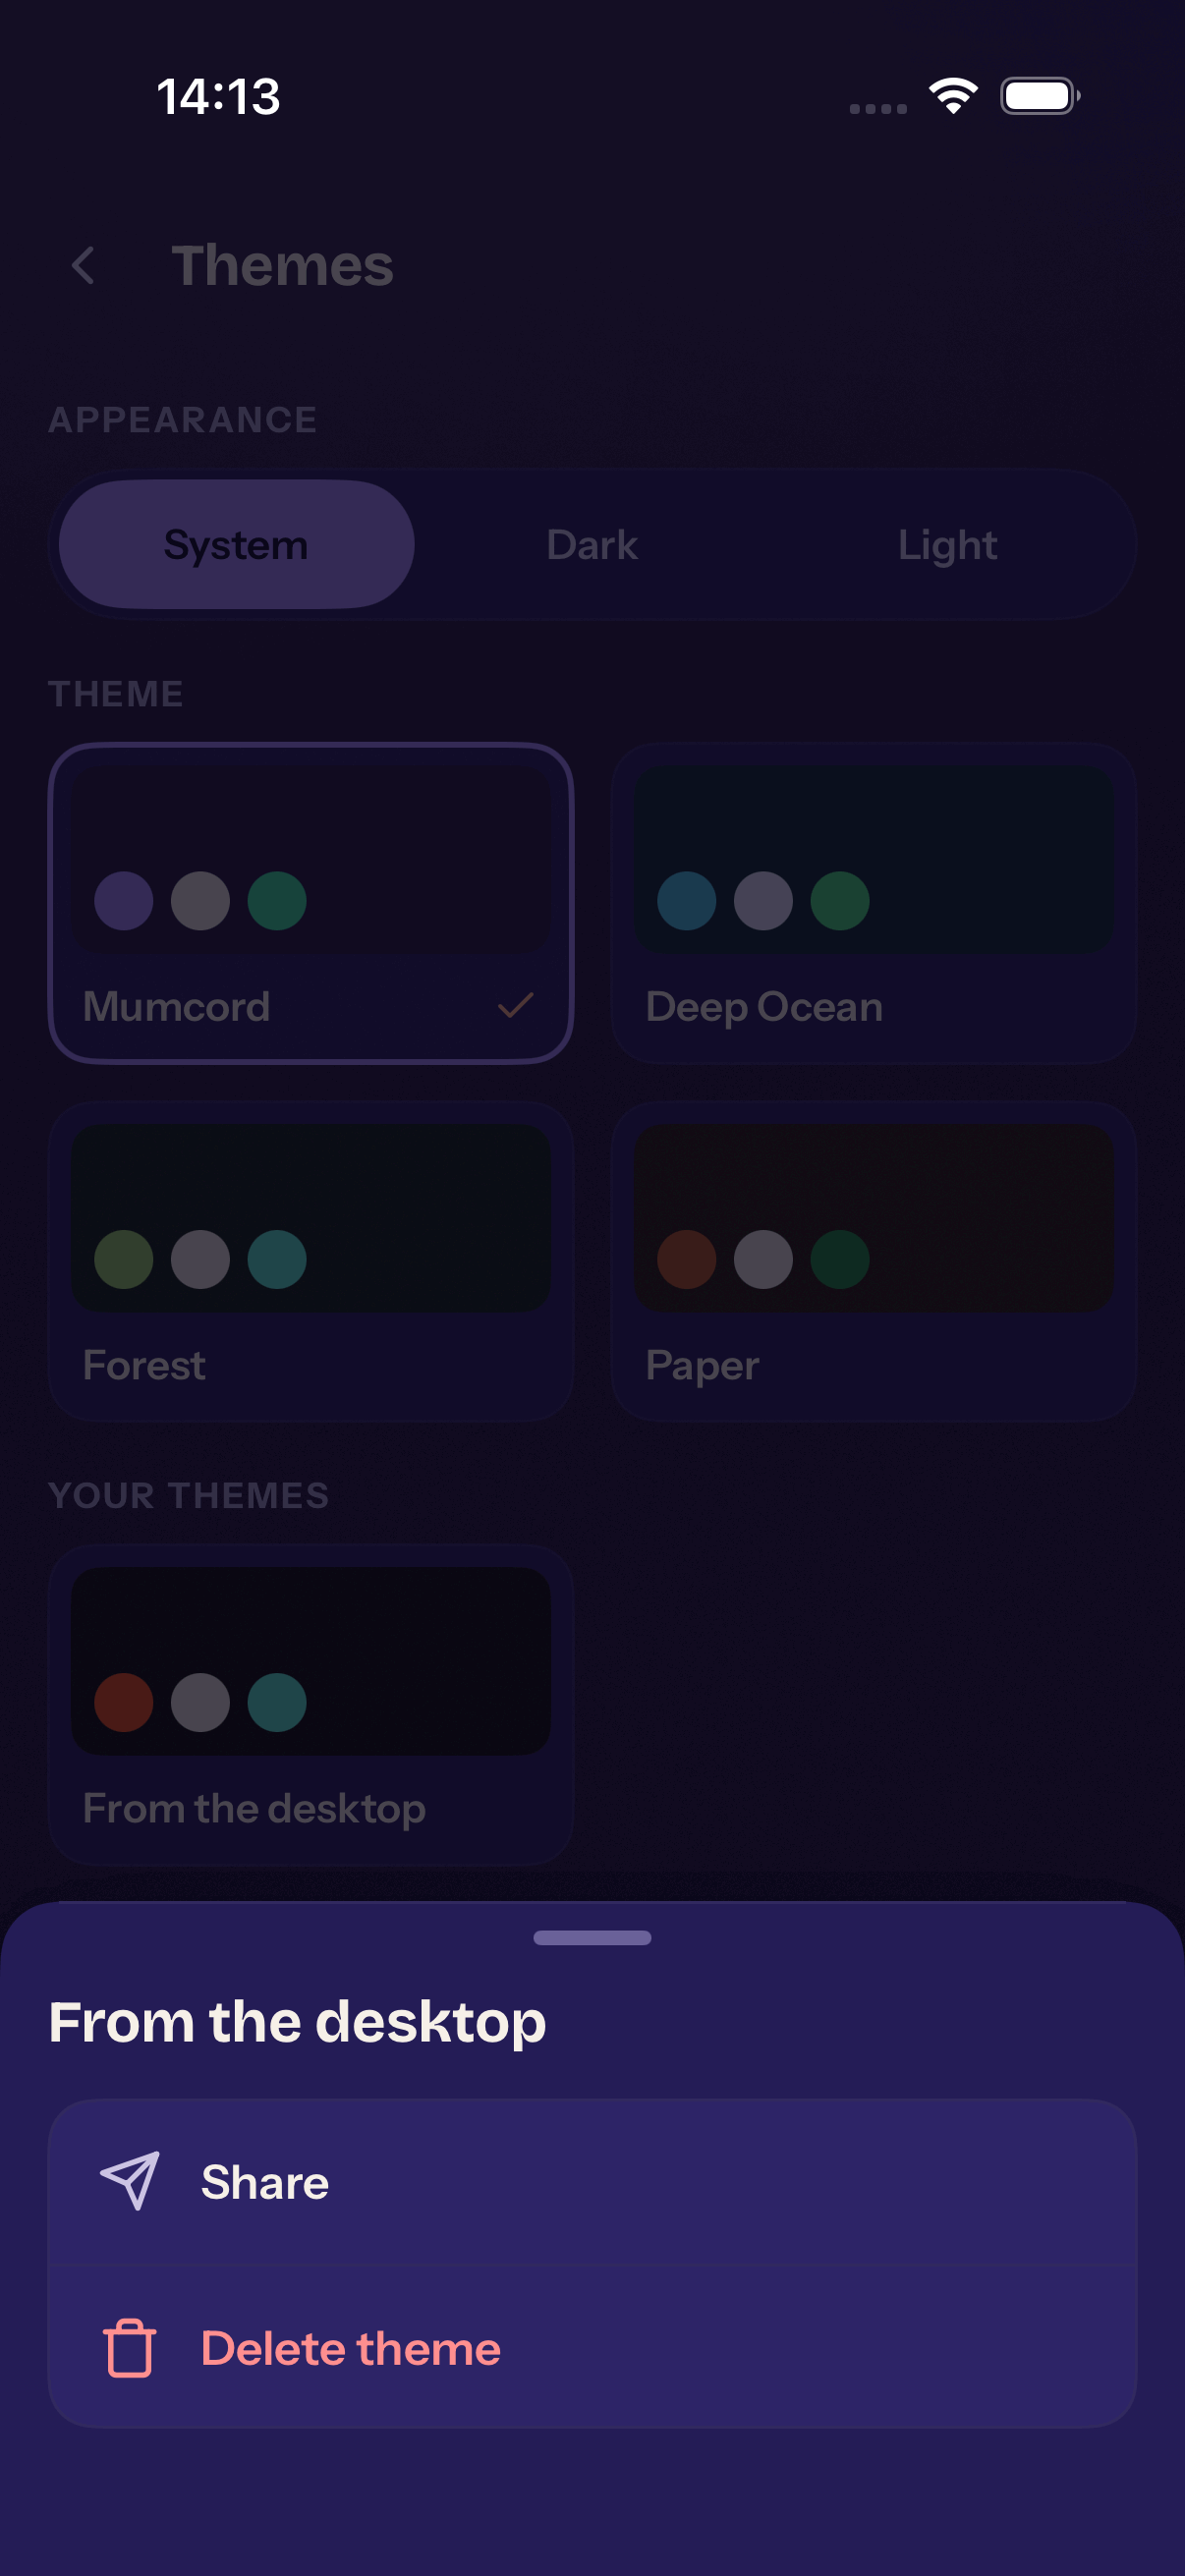 14:13
Themes
APPEARANCE
System Dark Light
THEME
Mumcord
Deep Ocean
Forest
Paper
YOUR THEMES
From the desktop
From the desktop
Share
Delete theme